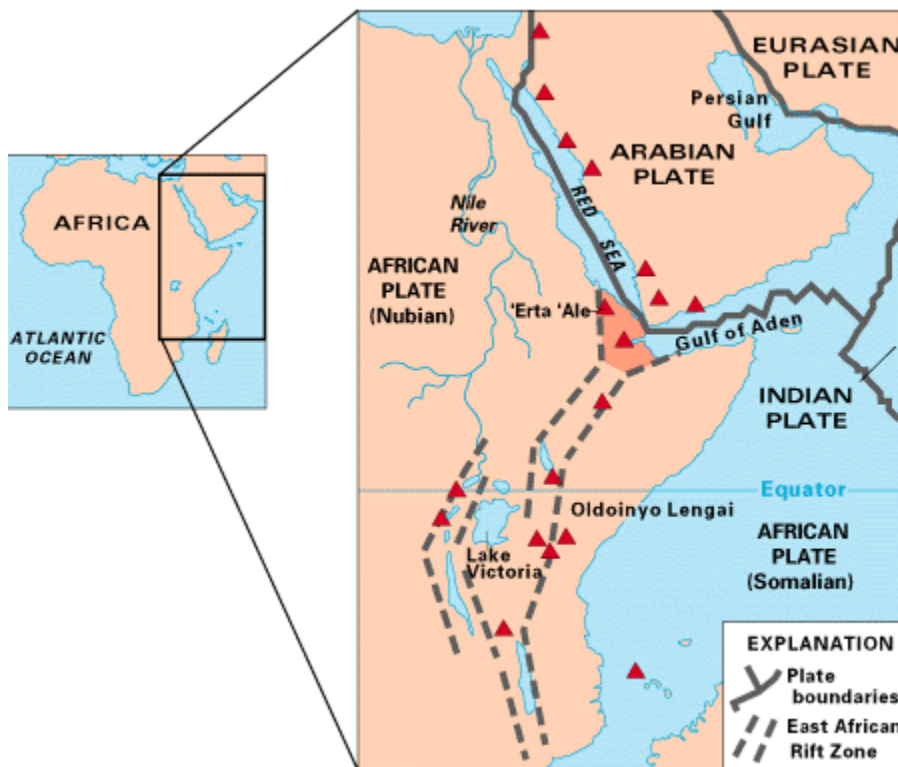 AFRICA
ATLANTIC
OCEAN
EURASIAN
PLATE
Persian
Gulf
ARABIAN
PLATE
Nile
River
RED
SEA
AFRICAN
PLATE
(Nubian)
'Erta 'Ale
Gulf of Aden
INDIAN
PLATE
Equator
Oldoinyo Lengai
Lake
Victoria
AFRICAN
PLATE
(Somalian)
EXPLANATION
Plate
boundaries
East African
Rift Zone